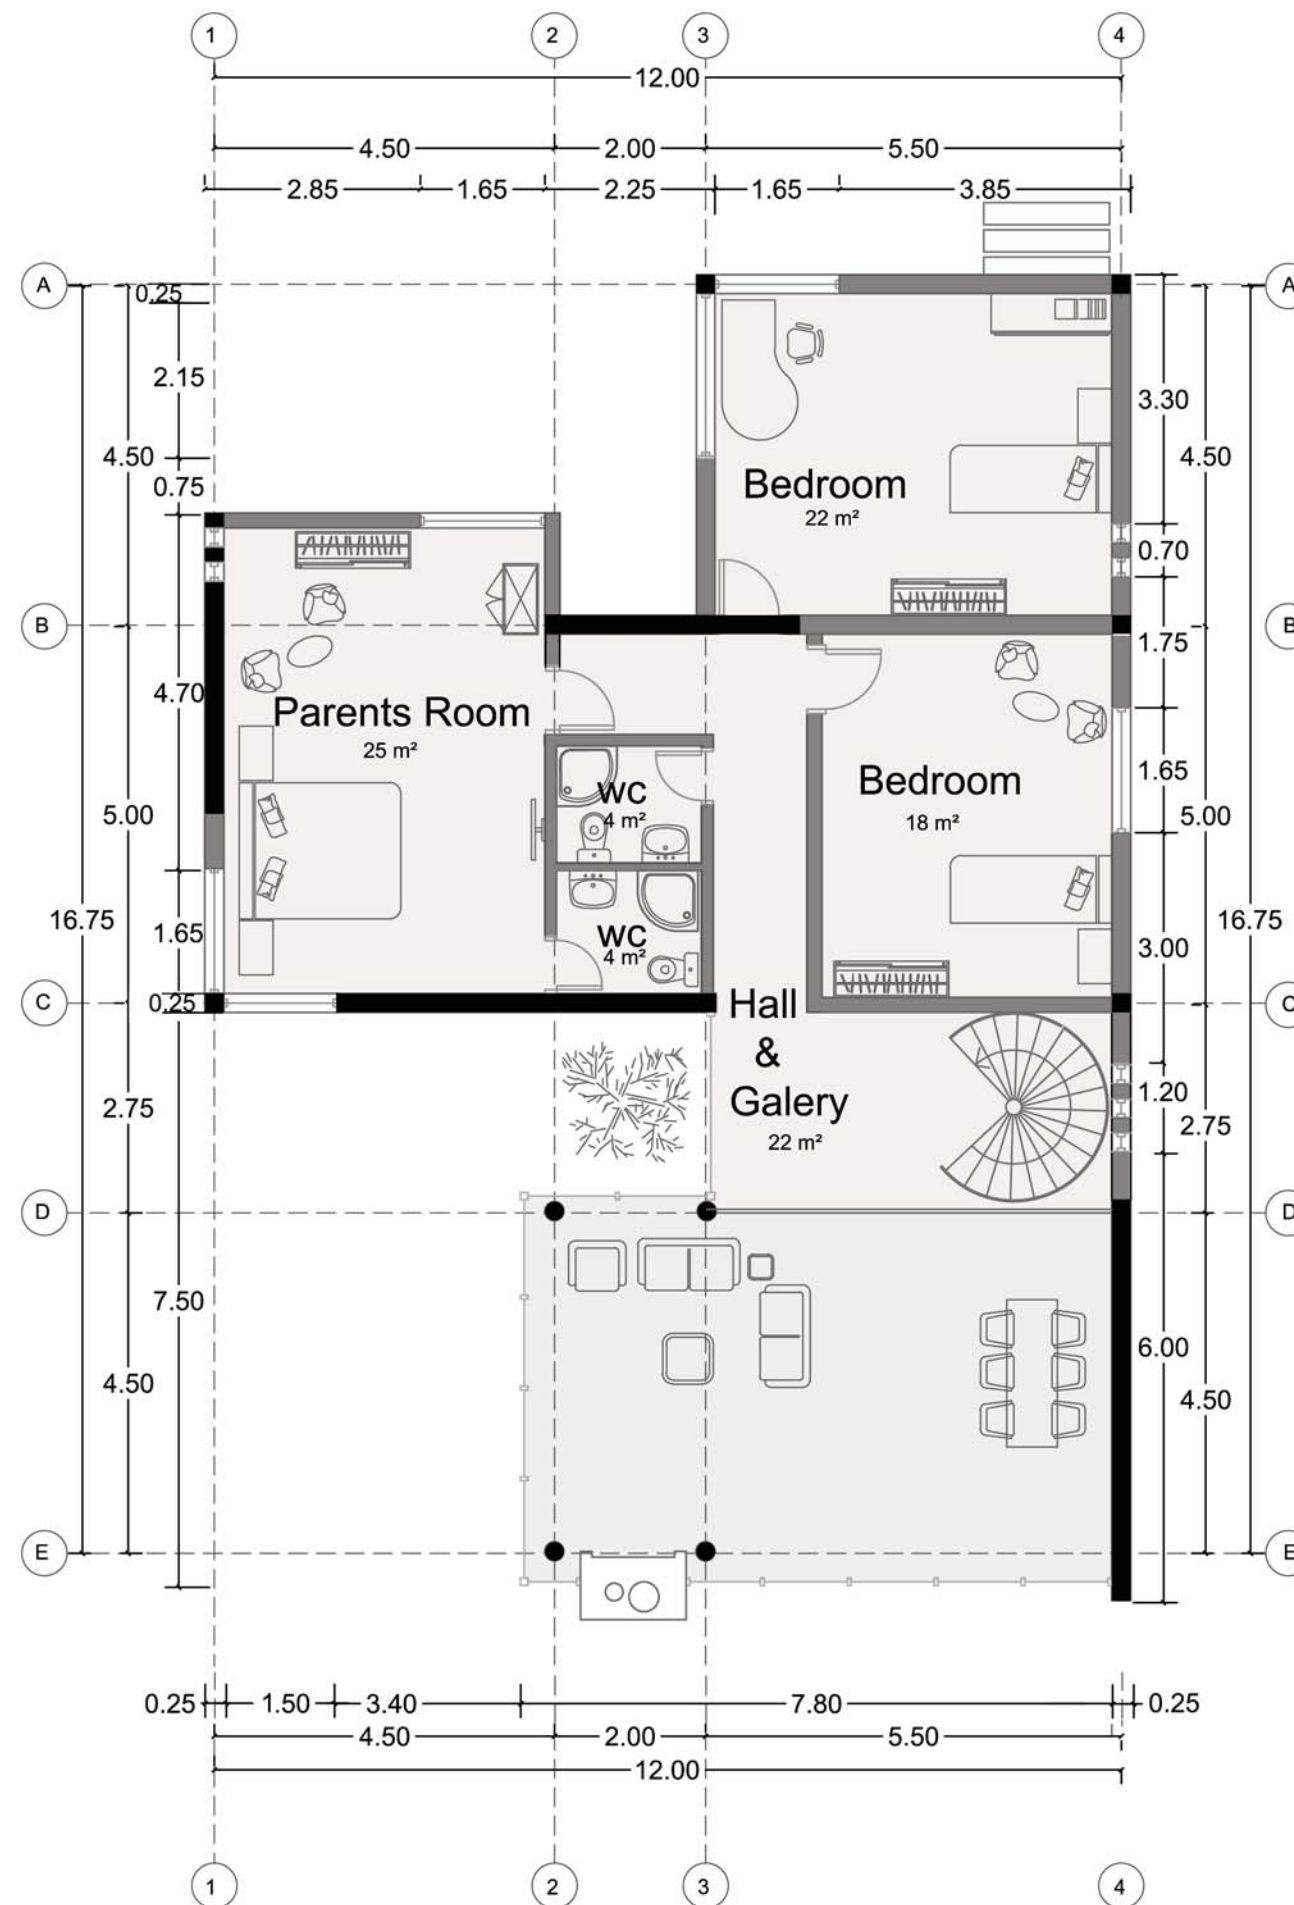 1 2 3 4
12.00
4.50 2.00 5.50
2.85 1.65 2.25 1.65 3.85
A A
0.25
2.15
3.30
4.50 4.50
0.75
Bedroom
22 m²
0.70
B B
1.75
4.70
Parents Room
25 m²
1.65
Bedroom
18 m²
WC
4 m²
5.00 5.00
16.75 16.75
1.65
WC
4 m²
3.00
0.25
C C
Hall
&
Galery
22 m²
1.20
2.75 2.75
D D
7.50
6.00
4.50 4.50
E E
0.25 1.50 3.40 7.80 0.25
4.50 2.00 5.50
12.00
1 2 3 4